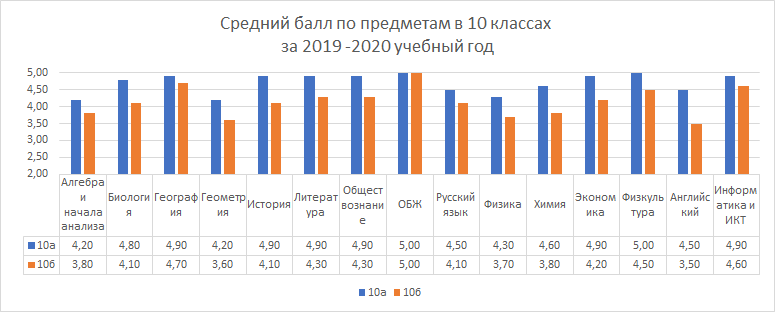 Средний балл по предметам в 10 классах
за 2019 -2020 учебный год
5,00
4,50
4,00
3,50
3,00
2,50
2,00
Алгебра и начала анализа Биология География Геометрия История Литература Обществознание ОБЖ Русский язык Физика Химия Экономика Физкультура Английский Информатика и ИКТ
10а 4,20 4,80 4,90 4,20 4,90 4,90 4,90 5,00 4,50 4,30 4,60 4,90 5,00 4,50 4,90
10б 3,80 4,10 4,70 3,60 4,10 4,30 4,30 5,00 4,10 3,70 3,80 4,20 4,50 3,50 4,60
10а 10б